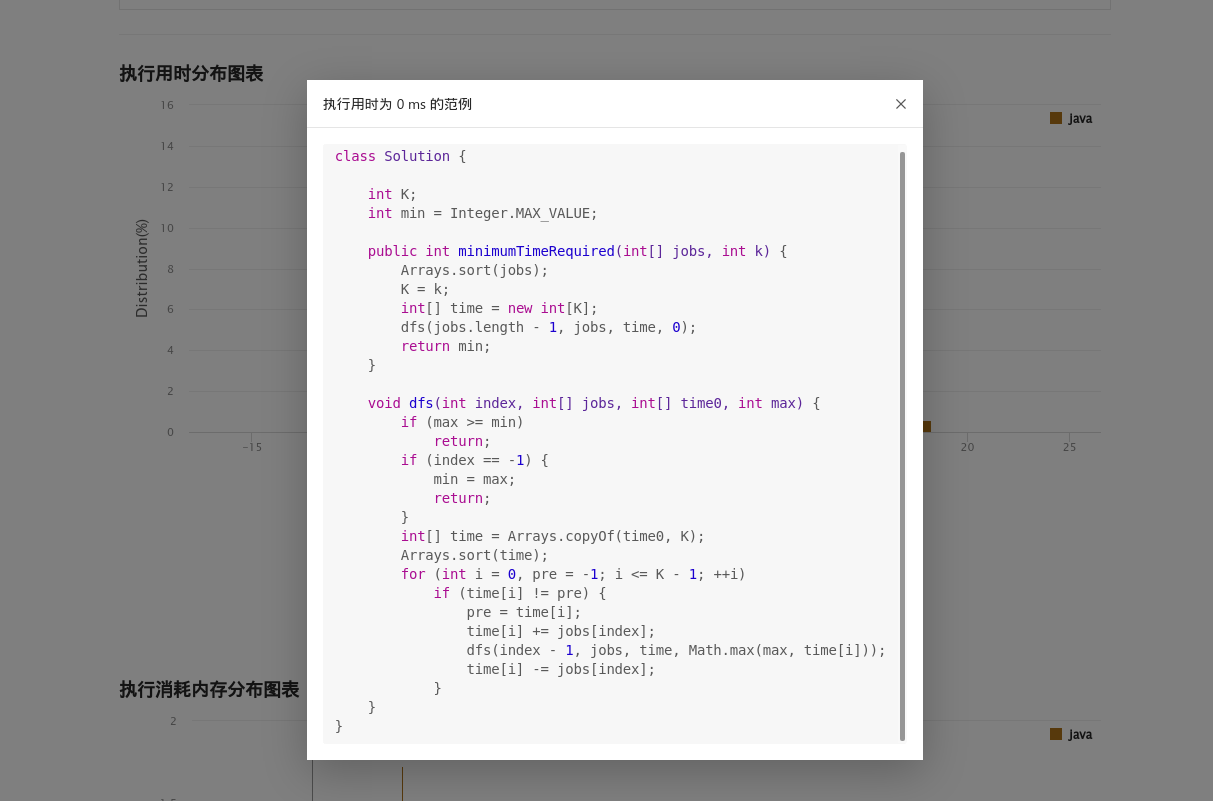 执行用时分布图表
执行用时为 0 ms 的范例
16
14
12
10
8
6
4
2
0
Distribution(%)
-15
20
25
Java
class Solution {
int K;
int min = Integer.MAX_VALUE;
public int minimumTimeRequired(int[] jobs, int k) {
Arrays.sort(jobs);
K = k;
int[] time = new int[K];
dfs(jobs.length - 1, jobs, time, 0);
return min;
}
void dfs(int index, int[] jobs, int[] time0, int max) {
if (max >= min)
return;
if (index == -1) {
min = max;
return;
}
int[] time = Arrays.copyOf(time0, K);
Arrays.sort(time);
for (int i = 0, pre = -1; i <= K - 1; ++i)
if (time[i] != pre) {
pre = time[i];
time[i] += jobs[index];
dfs(index - 1, jobs, time, Math.max(max, time[i]));
time[i] -= jobs[index];
}
}
}
执行消耗内存分布图表
2
Java